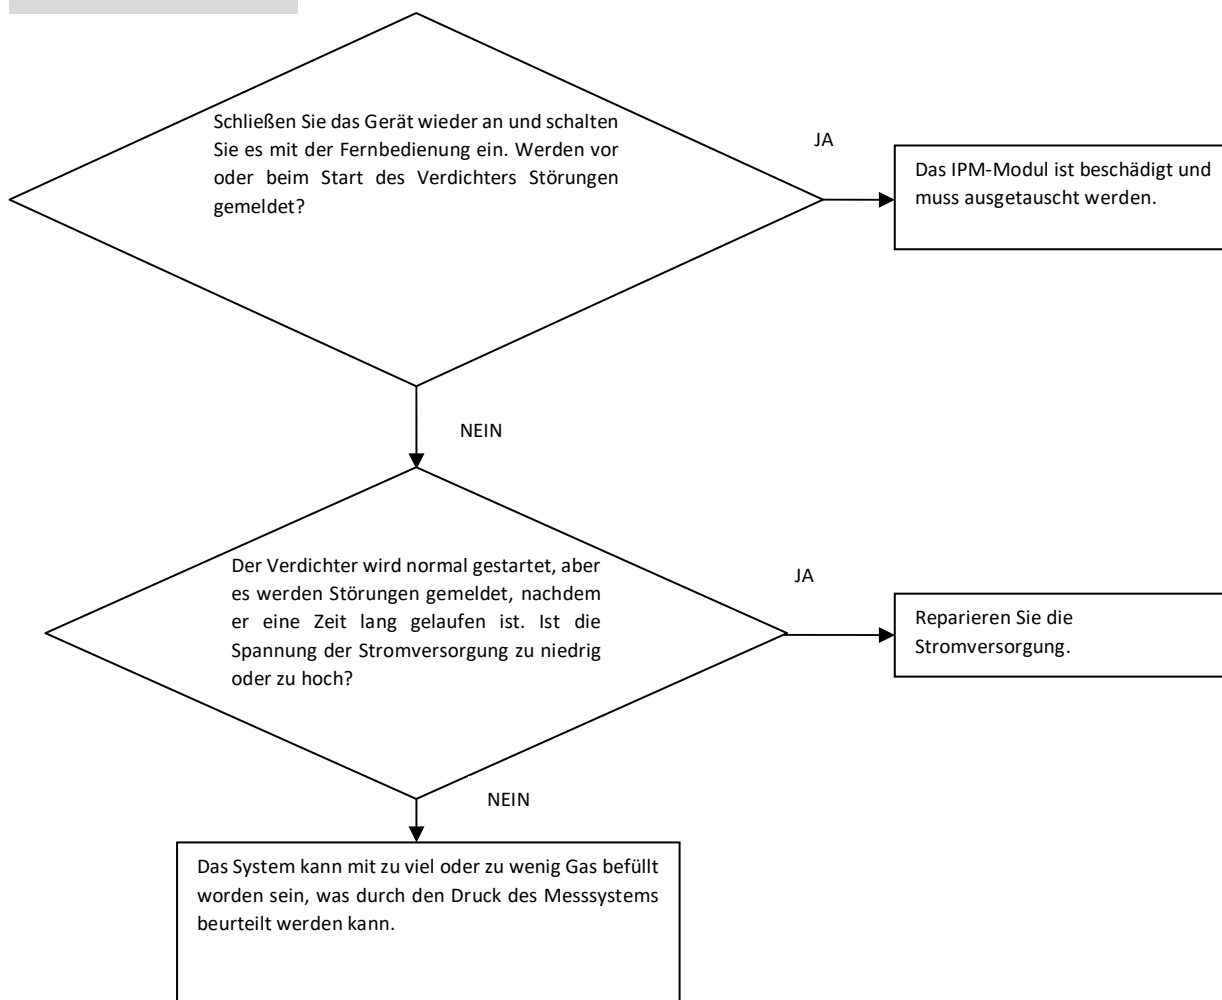 Schließen Sie das Gerät wieder an und schalten
Sie es mit der Fernbedienung ein. Werden vor
oder beim Start des Verdichters Störungen
gemeldet?
JA
Das IPM-Modul ist beschädigt und
muss ausgetauscht werden.
NEIN
Der Verdichter wird normal gestartet, aber
es werden Störungen gemeldet, nachdem
er eine Zeit lang gelaufen ist. Ist die
Spannung der Stromversorgung zu niedrig
oder zu hoch?
JA
Reparieren Sie die
Stromversorgung.
NEIN
Das System kann mit zu viel oder zu wenig Gas befüllt
worden sein, was durch den Druck des Messsystems
beurteilt werden kann.